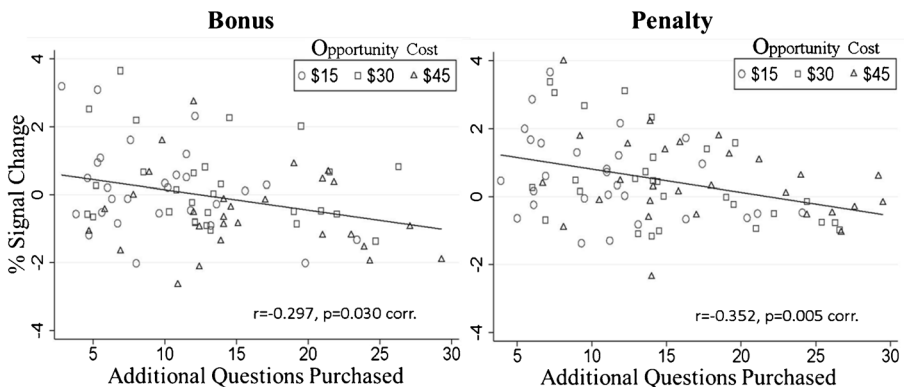 Bonus
Opportunity Cost
○ $15 □ $30 △ $45
% Signal Change
4
2
0
-2
-4
r=-0.297, p=0.030 corr.
5 10 15 20 25 30
Additional Questions Purchased
Penalty
Opportunity Cost
○ $15 □ $30 △ $45
4
2
0
-2
-4
r=-0.352, p=0.005 corr.
5 10 15 20 25 30
Additional Questions Purchased